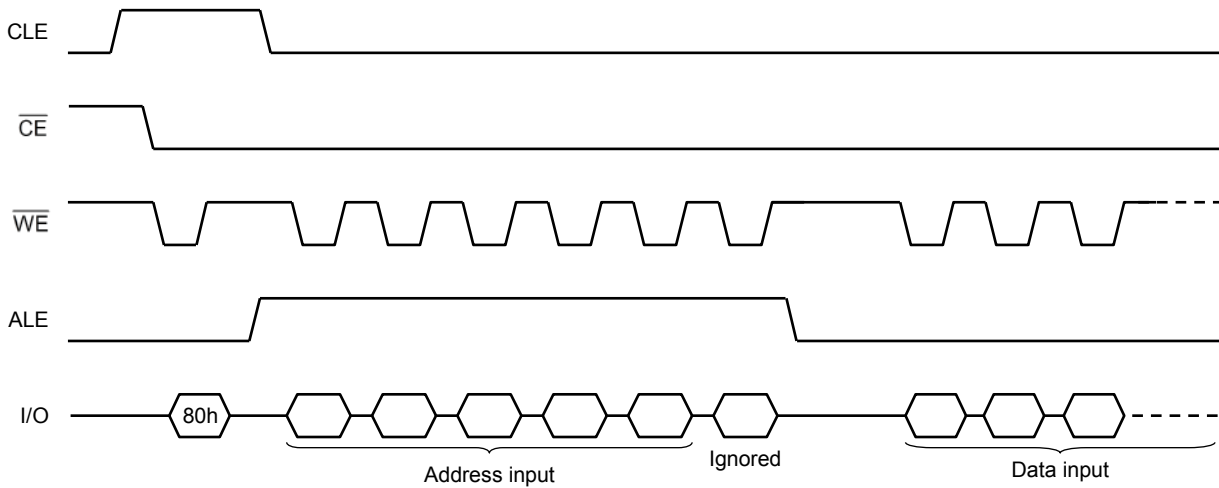 CLE
CE
WE
ALE
I/O
80h
Address input
Ignored
Data input